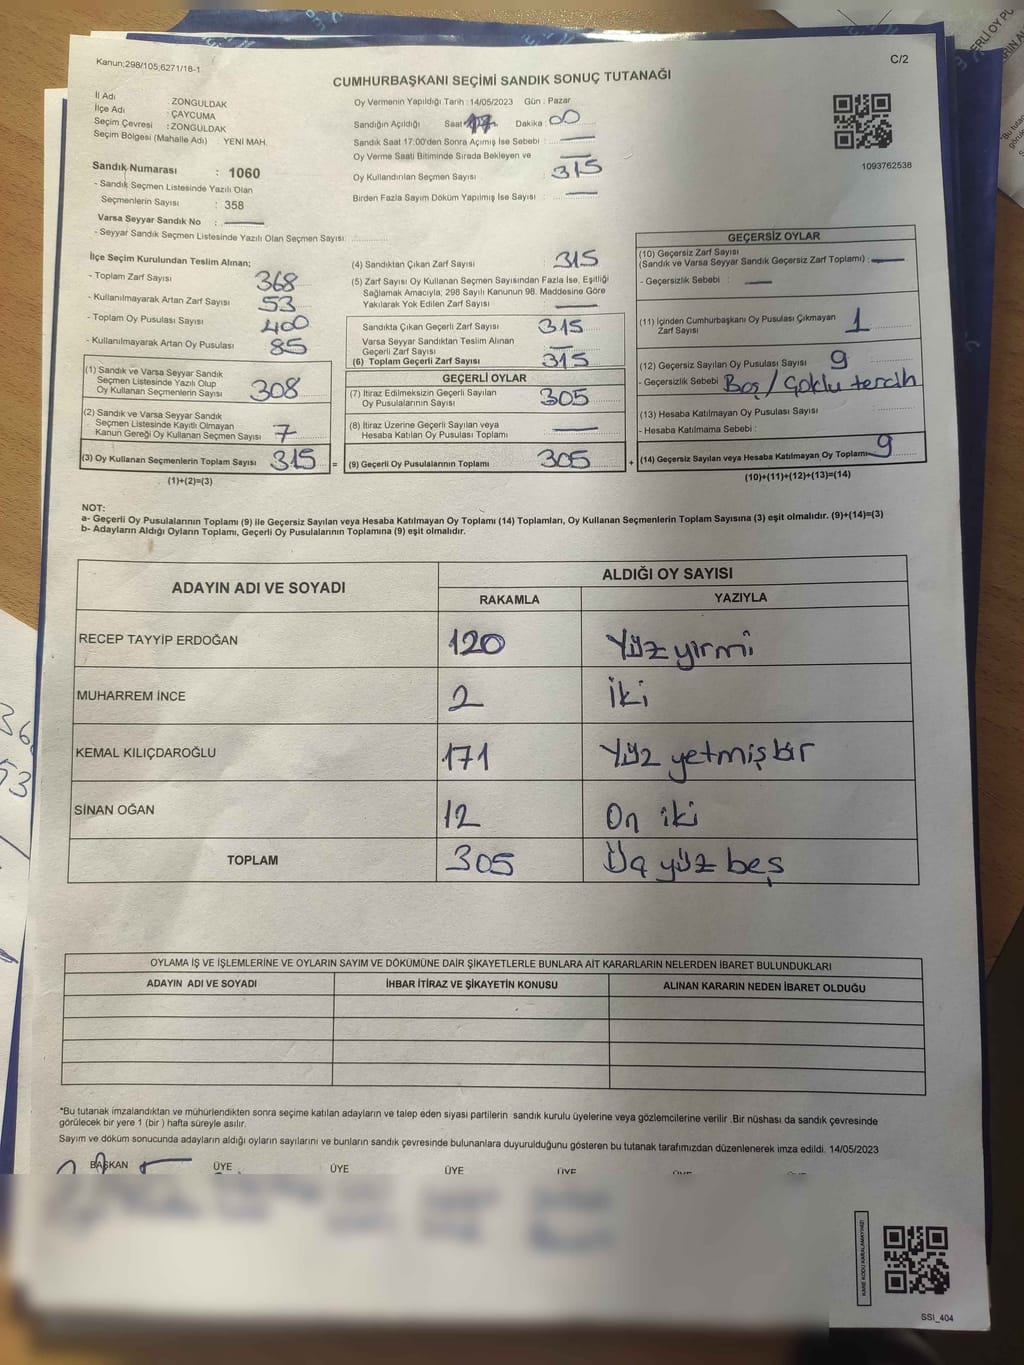 Kanun;298/105;6271/18-1
C/2
CUMHURBAŞKANI SEÇİMİ SANDIK SONUÇ TUTANAĞI
İl Adı : ZONGULDAK
İlçe Adı : ÇAYCUMA
Seçim Çevresi : ZONGULDAK
Seçim Bölgesi (Mahalle Adı) YENİ MAH.
Oy Vermenin Yapıldığı Tarih : 14/05/2023 Gün : Pazar
Sandığın Açıldığı Saat 17 Dakika : 00
Sandık Saat 17:00'den Sonra Açımış İse Sebebi :
Oy Verme Saati Bitiminde Sırada Bekleyen ve
Oy Kullandırılan Seçmen Sayısı 315
Birden Fazla Sayım Döküm Yapılmış İse Sayısı :
1093762538
Sandık Numarası : 1060
- Sandık Seçmen Listesinde Yazılı Olan
Seçmenlerin Sayısı : 358
Varsa Seyyar Sandık No :
- Seyyar Sandık Seçmen Listesinde Yazılı Olan Seçmen Sayısı:
İlçe Seçim Kurulundan Teslim Alınan;
- Toplam Zarf Sayısı 368
- Kullanılmayarak Artan Zarf Sayısı 53
- Toplam Oy Pusulası Sayısı 400
- Kullanılmayarak Artan Oy Pusulası 85
(1) Sandık ve Varsa Seyyar Sandık
Seçmen Listesinde Yazılı Olup
Oy Kullanan Seçmenlerin Sayısı 308
(2) Sandık ve Varsa Seyyar Sandık
Seçmen Listesinde Kayıtlı Olmayan
Kanun Gereği Oy Kullanan Seçmen Sayısı 7
(3) Oy Kullanan Seçmenlerin Toplam Sayısı 315 =
(1)+(2)=(3)
(4) Sandıktan Çıkan Zarf Sayısı : 315
(5) Zarf Sayısı Oy Kullanan Seçmen Sayısından Fazla İse, Eşitliği
Sağlamak Amacıyla; 298 Sayılı Kanunun 98. Maddesine Göre
Yakılarak Yok Edilen Zarf Sayısı
Sandıkta Çıkan Geçerli Zarf Sayısı 315
Varsa Seyyar Sandıktan Teslim Alınan
Geçerli Zarf Sayısı
(6) Toplam Geçerli Zarf Sayısı 315
GEÇERLİ OYLAR
(7) İtiraz Edilmeksizin Geçerli Sayılan
Oy Pusulalarının Sayısı 305
(8) İtiraz Üzerine Geçerli Sayılan veya
Hesaba Katılan Oy Pusulası Toplamı
(9) Geçerli Oy Pusulalarının Toplamı 305 +
GEÇERSİZ OYLAR
(10) Geçersiz Zarf Sayısı
(Sandık ve Varsa Seyyar Sandık Geçersiz Zarf Toplamı) :
- Geçersizlik Sebebi :
(11) İçinden Cumhurbaşkanı Oy Pusulası Çıkmayan
Zarf Sayısı 1
(12) Geçersiz Sayılan Oy Pusulası Sayısı 9
- Geçersizlik Sebebi Boş / Çoklu tercih
(13) Hesaba Katılmayan Oy Pusulası Sayısı :
- Hesaba Katılmama Sebebi :
(14) Geçersiz Sayılan veya Hesaba Katılmayan Oy Toplamı 9
(10)+(11)+(12)+(13)=(14)
NOT:
a- Geçerli Oy Pusulalarının Toplamı (9) ile Geçersiz Sayılan veya Hesaba Katılmayan Oy Toplamı (14) Toplamları, Oy Kullanan Seçmenlerin Toplam Sayısına (3) eşit olmalıdır. (9)+(14)=(3)
b- Adayların Aldığı Oyların Toplamı, Geçerli Oy Pusulalarının Toplamına (9) eşit olmalıdır.
ADAYIN ADI VE SOYADI ALDIĞI OY SAYISI
RAKAMLA YAZIYLA
RECEP TAYYİP ERDOĞAN 120 Yüz yirmi
MUHARREM İNCE 2 İki
KEMAL KILIÇDAROĞLU 171 Yüz yetmiş bir
SİNAN OĞAN 12 On iki
TOPLAM 305 Üç yüz beş
OYLAMA İŞ VE İŞLEMLERİNE VE OYLARIN SAYIM VE DÖKÜMÜNE DAİR ŞİKAYETLERLE BUNLARA AİT KARARLARIN NELERDEN İBARET BULUNDUKLARI
ADAYIN ADI VE SOYADI İHBAR İTİRAZ VE ŞİKAYETİN KONUSU ALINAN KARARIN NEDEN İBARET OLDUĞU
*Bu tutanak imzalandıktan ve mühürlendikten sonra seçime katılan adayların ve talep eden siyasi partilerin sandık kurulu üyelerine veya gözlemcilerine verilir .Bir nüshası da sandık çevresinde
görülecek bir yere 1 (bir ) hafta süreyle asılır.
Sayım ve döküm sonucunda adayların aldığı oyların sayılarını ve bunların sandık çevresinde bulunanlara duyurulduğunu gösteren bu tutanak tarafımızdan düzenlenerek imza edildi. 14/05/2023
BAŞKAN ÜYE ÜYE ÜYE ÜYE
KARE KODU KARALAMAYINIZ!
SSI_404